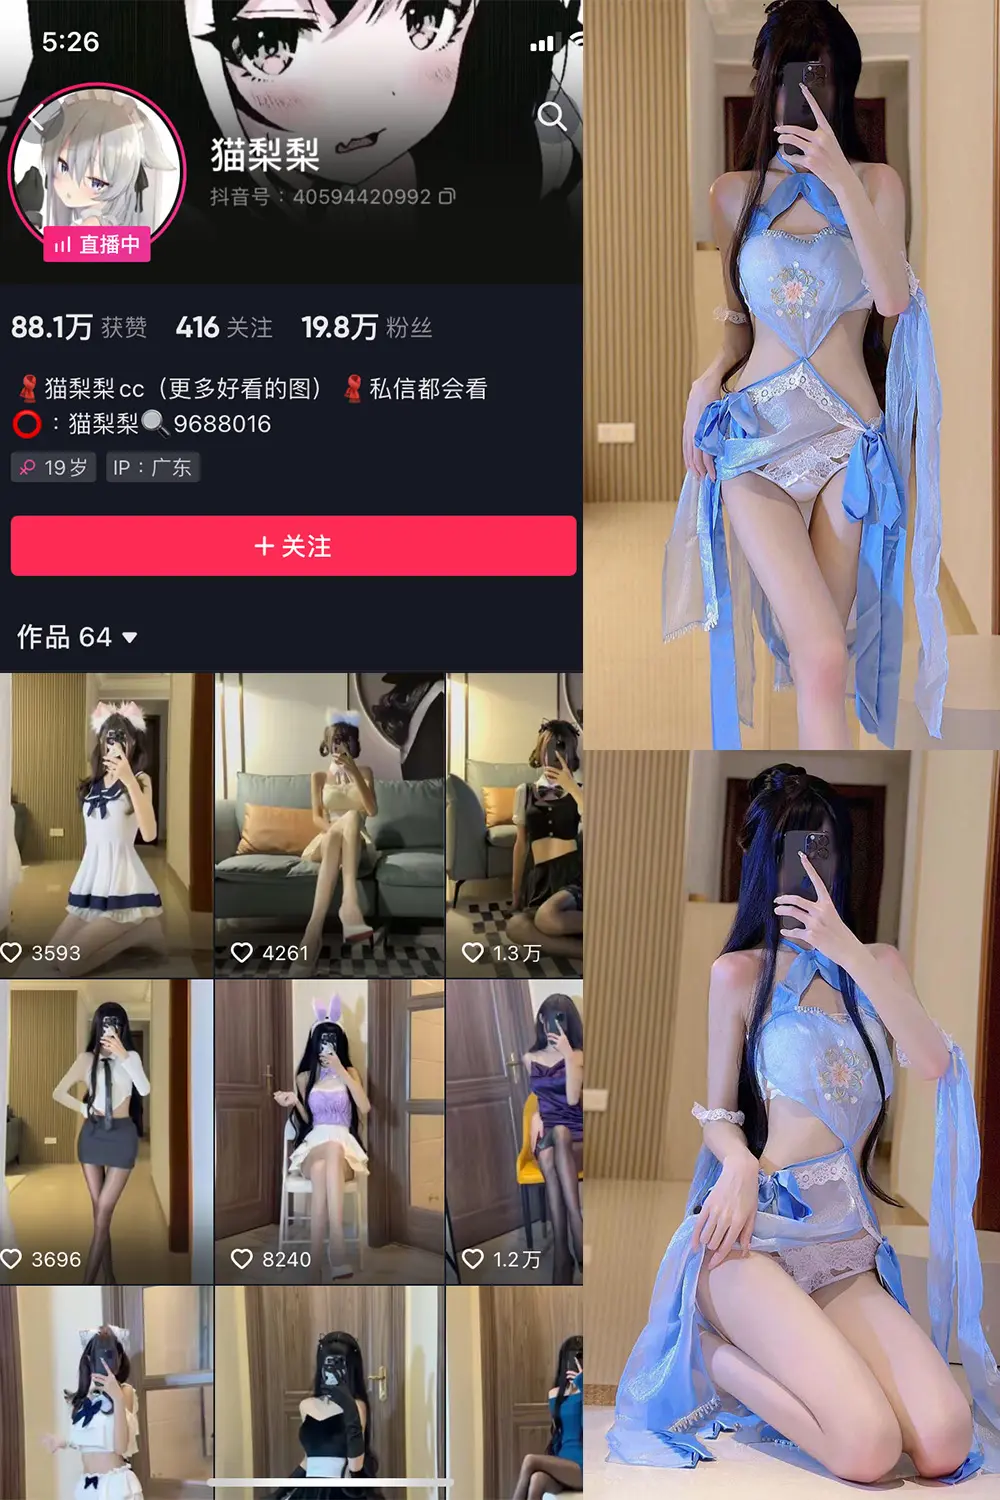 5:26
猫梨梨
抖音号：40594420992
直播中
88.1万 获赞 416 关注 19.8万 粉丝
猫梨梨cc（更多好看的图） 私信都会看
：猫梨梨🔍9688016
19岁 IP：广东
+ 关注
作品 64
3593 4261 1.3万
3696 8240 1.2万